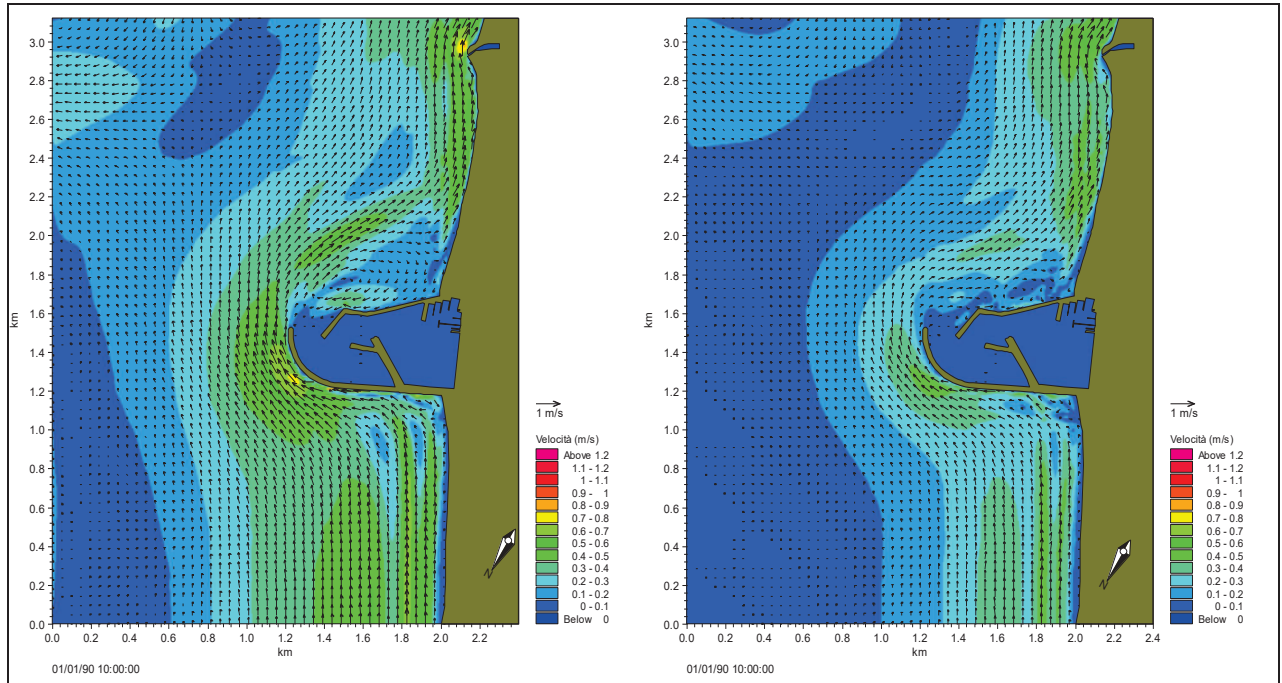 3.0
2.8
2.6
2.4
2.2
2.0
1.8
1.6
1.4
1.2
1.0
0.8
0.6
0.4
0.2
0.0
km
0.0 0.2 0.4 0.6 0.8 1.0 1.2 1.4 1.6 1.8 2.0 2.2
km
01/01/90 10:00:00
1 m/s
Velocità (m/s)
Above 1.2
1.1 - 1.2
1 - 1.1
0.9 - 1
0.8 - 0.9
0.7 - 0.8
0.6 - 0.7
0.5 - 0.6
0.4 - 0.5
0.3 - 0.4
0.2 - 0.3
0.1 - 0.2
0 - 0.1
Below 0
N
3.0
2.8
2.6
2.4
2.2
2.0
1.8
1.6
1.4
1.2
1.0
0.8
0.6
0.4
0.2
0.0
km
0.0 0.2 0.4 0.6 0.8 1.0 1.2 1.4 1.6 1.8 2.0 2.2 2.4
km
01/01/90 10:00:00
1 m/s
Velocità (m/s)
Above 1.2
1.1 - 1.2
1 - 1.1
0.9 - 1
0.8 - 0.9
0.7 - 0.8
0.6 - 0.7
0.5 - 0.6
0.4 - 0.5
0.3 - 0.4
0.2 - 0.3
0.1 - 0.2
0 - 0.1
Below 0
N